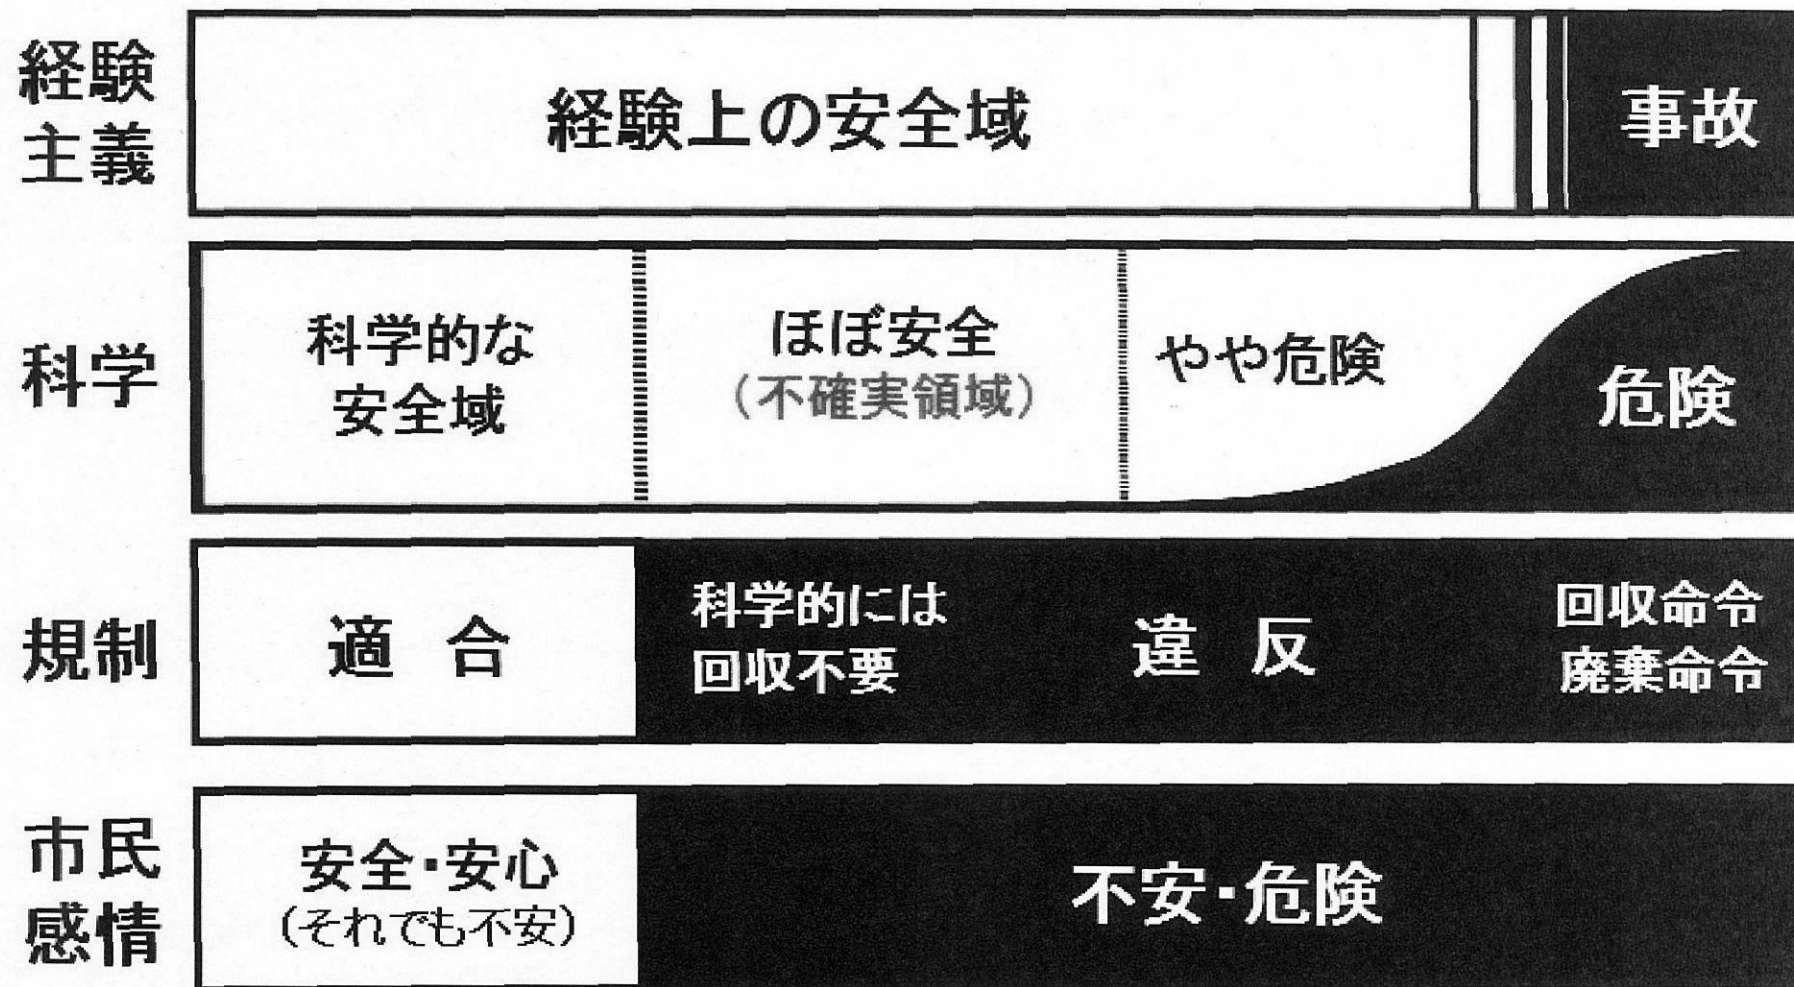 経験
主義
経験上の安全域
事故
科学
科学的な
安全域
ほぼ安全
（不確実領域）
やや危険
危険
規制
適 合
科学的には
回収不要
違 反
回収命令
廃棄命令
市民
感情
安全・安心
（それでも不安）
不安・危険